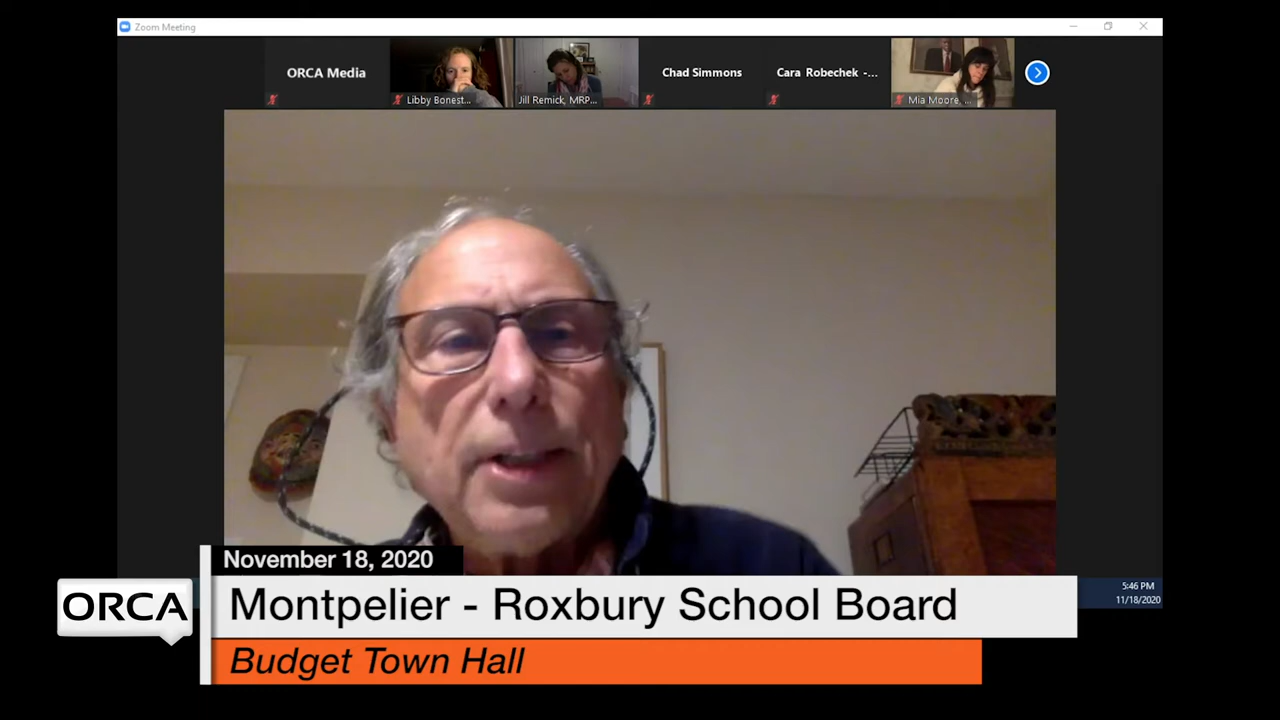 Zoom Meeting
ORCA Media
Chad Simmons
Cara Robechek -...
Libby Bonest...
Jill Remick, MRP...
Mia Moore, ...
November 18, 2020
5:46 PM
11/18/2020
ORCA
Montpelier - Roxbury School Board
Budget Town Hall